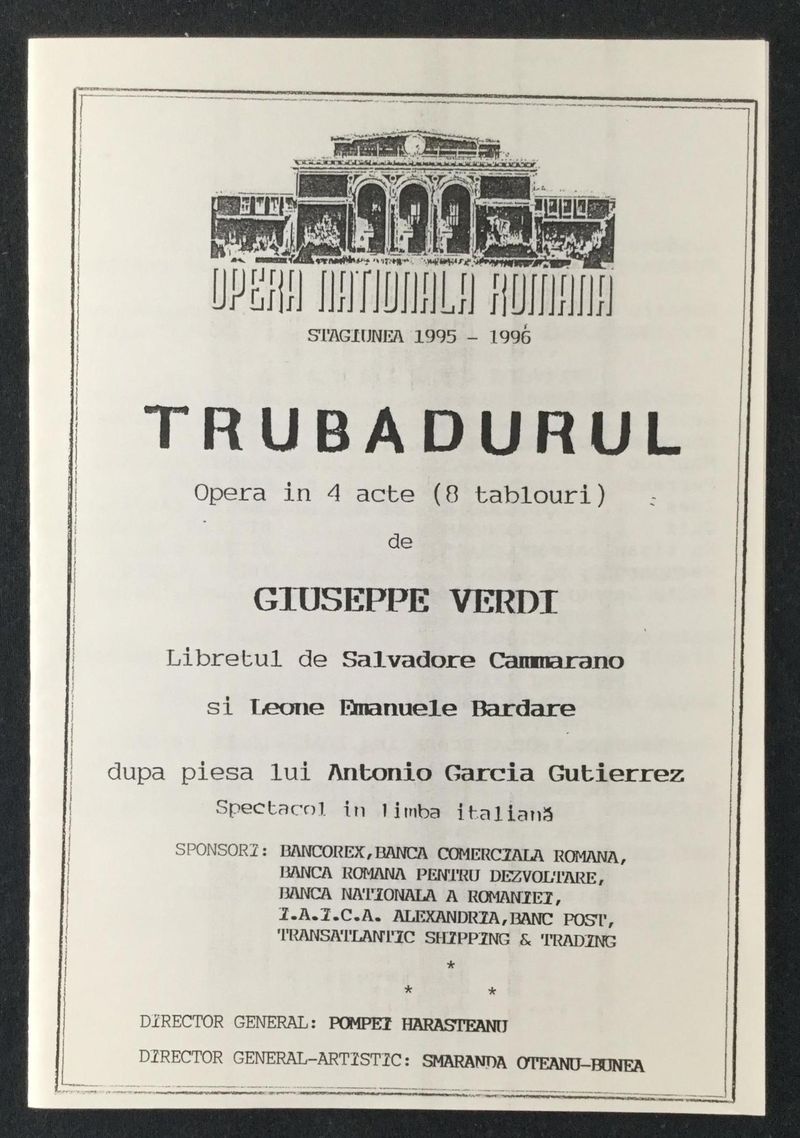 OPERA NATIONALA ROMANA
STAGIUNEA 1995 - 1996
TRUBADURUL
Opera in 4 acte (8 tablouri)
de
GIUSEPPE VERDI
Libretul de Salvadore Cammarano
si Leone Emanuele Bardare
dupa piesa lui Antonio Garcia Gutierrez
Spectacol in limba italiană
SPONSORI: BANCOREX,BANCA COMERCIALA ROMANA,
BANCA ROMANA PENTRU DEZVOLTARE,
BANCA NATIONALA A ROMANIEI,
I.A.I.C.A. ALEXANDRIA,BANC POST,
TRANSATLANTIC SHIPPING & TRADING
*
* *
DIRECTOR GENERAL: POMPEI HARASTEANU
DIRECTOR GENERAL-ARTISTIC: SMARANDA OTEANU-BUNEA